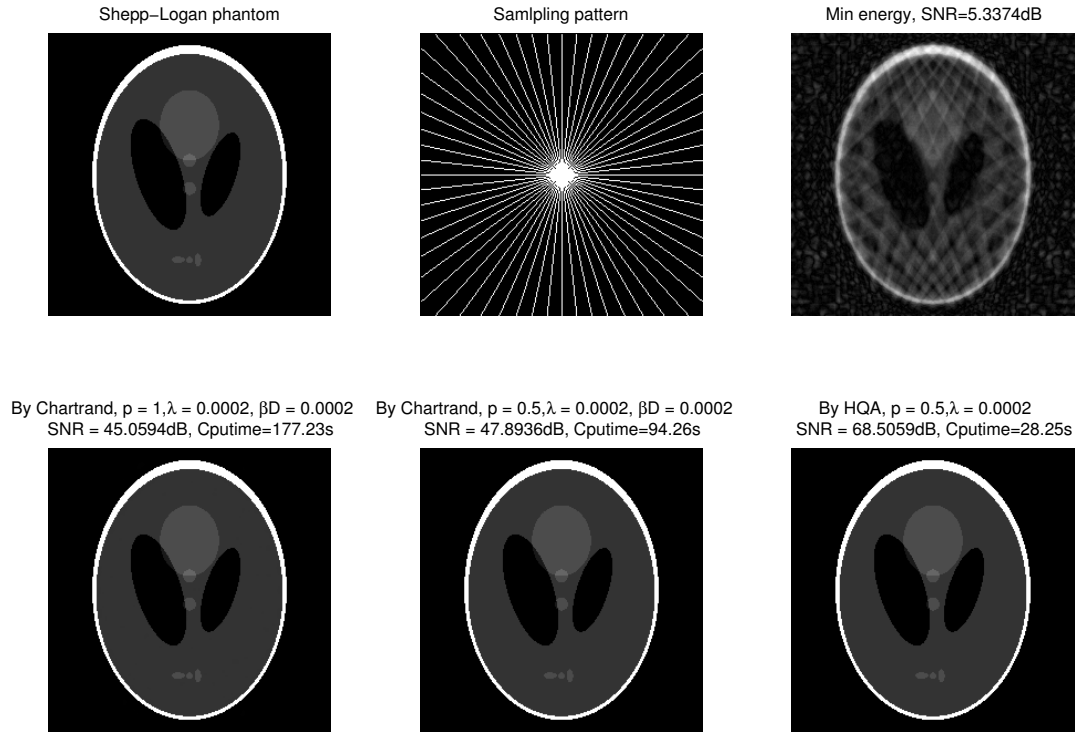 Shepp−Logan phantom
Samlpling pattern
Min energy, SNR=5.3374dB
By Chartrand, p = 1,λ = 0.0002, βD = 0.0002
SNR = 45.0594dB, Cputime=177.23s
By Chartrand, p = 0.5,λ = 0.0002, βD = 0.0002
SNR = 47.8936dB, Cputime=94.26s
By HQA, p = 0.5,λ = 0.0002
SNR = 68.5059dB, Cputime=28.25s